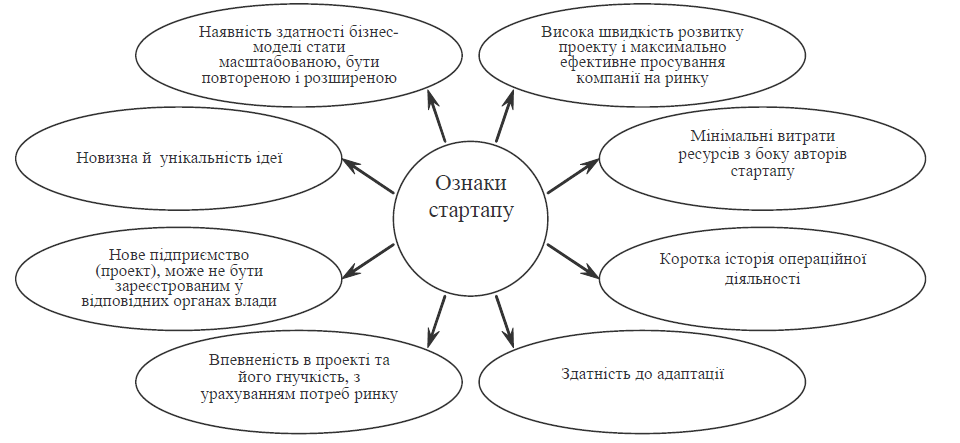 Наявність здатності бізнес-
моделі стати
масштабованою, бути
повтореною і розширеною
Висока швидкість розвитку
проекту і максимально
ефективне просування
компанії на ринку
Новизна й унікальність ідеї
Ознаки
стартапу
Мінімальні витрати
ресурсів з боку авторів
стартапу
Нове підприємство
(проект), може не бути
зареєстрованим у
відповідних органах влади
Коротка історія операційної
діяльності
Впевненість в проекті та
його гнучкість, з
урахуванням потреб ринку
Здатність до адаптації